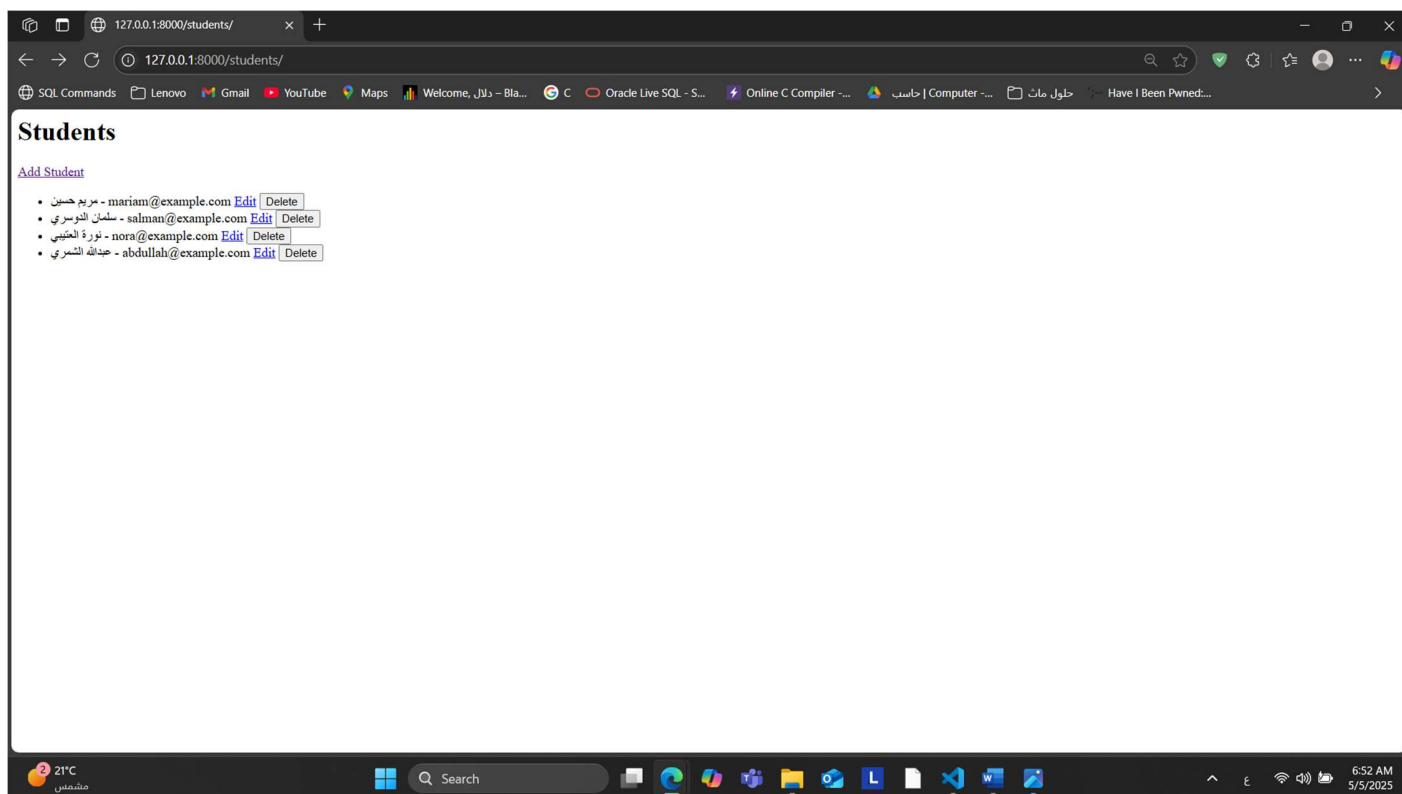 127.0.0.1:8000/students/
127.0.0.1:8000/students/
SQL Commands Lenovo Gmail YouTube Maps Welcome, دلال – Bla... C Oracle Live SQL - S... Online C Compiler -... حاسب | Computer -... حلول ماث Have I Been Pwned:...
Students
Add Student
مريم حسين - mariam@example.com Edit Delete
سلمان الدوسري - salman@example.com Edit Delete
نورة العتيبي - nora@example.com Edit Delete
عبدالله الشمري - abdullah@example.com Edit Delete
2 21°C
مشمس
Search
L
T
W
ع
6:52 AM
5/5/2025